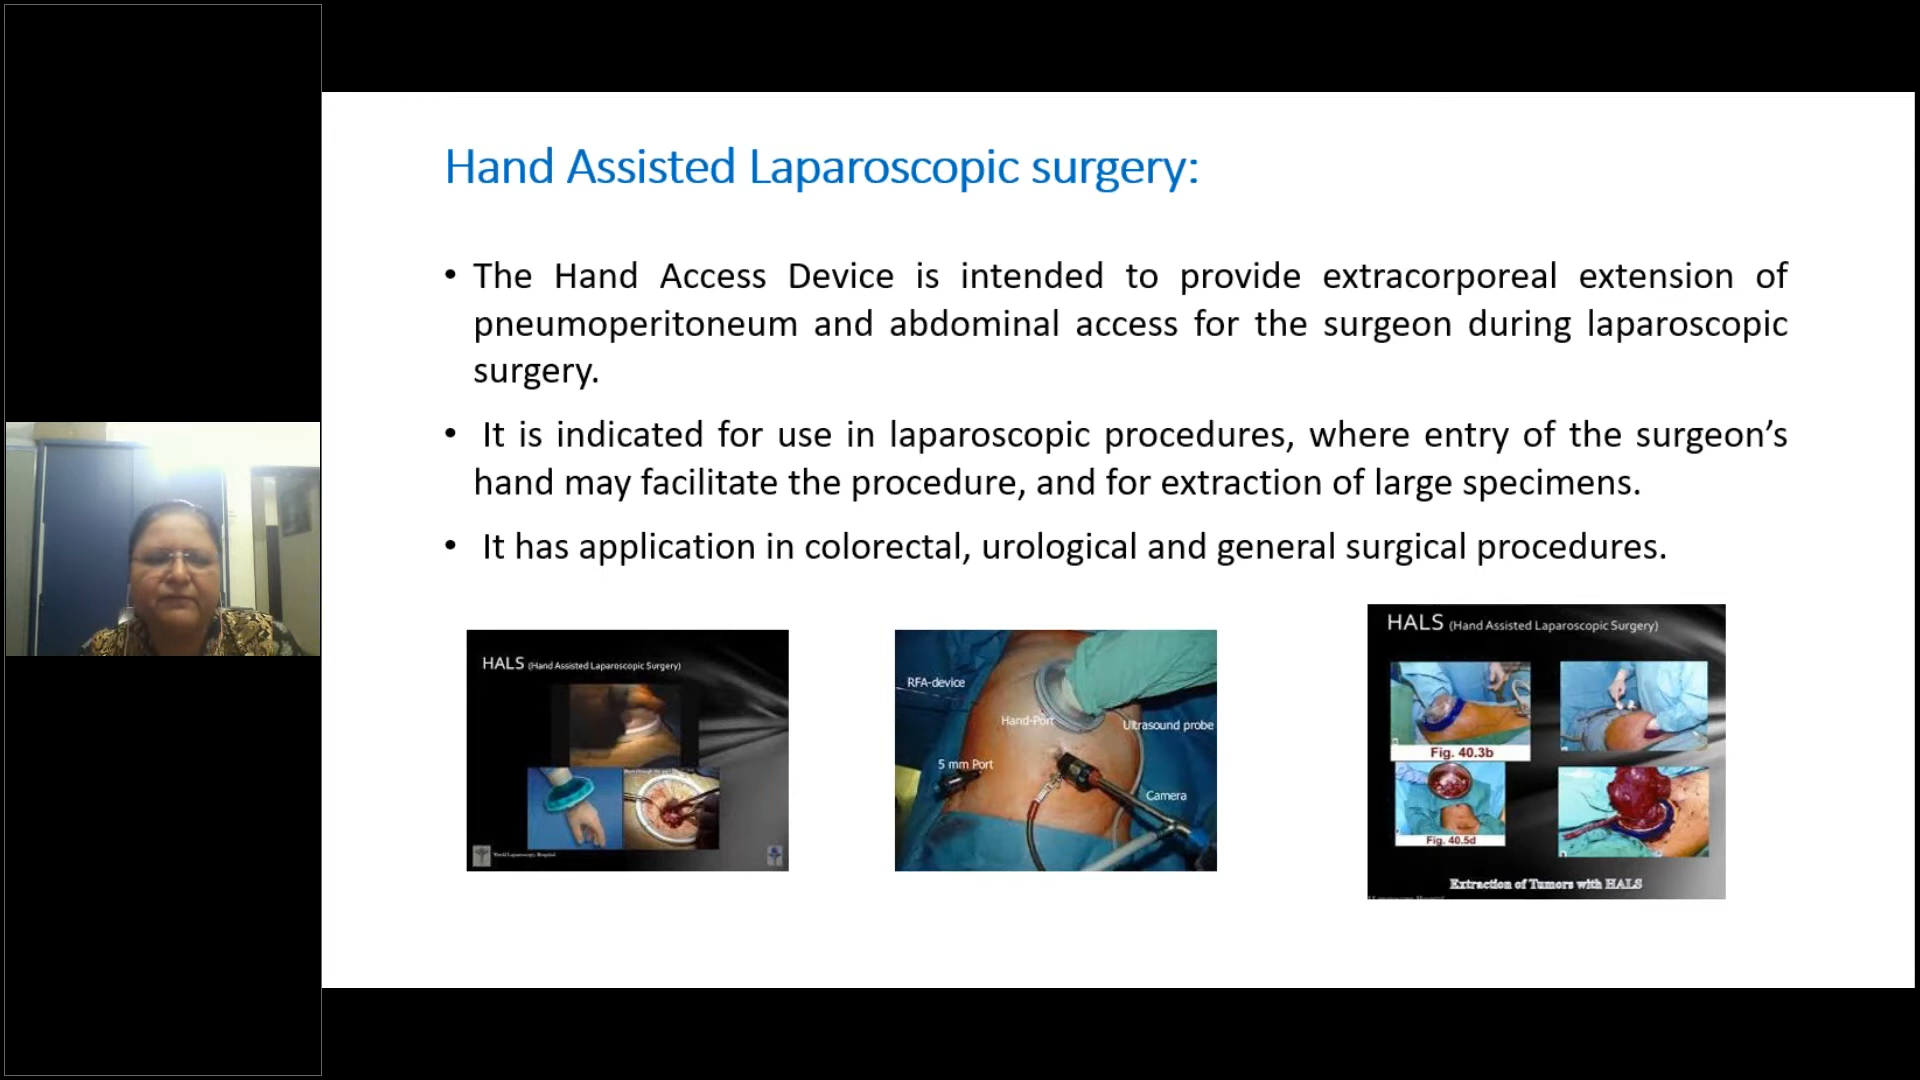 Hand Assisted Laparoscopic surgery:
• The Hand Access Device is intended to provide extracorporeal extension of
pneumoperitoneum and abdominal access for the surgeon during laparoscopic
surgery.
• It is indicated for use in laparoscopic procedures, where entry of the surgeon’s
hand may facilitate the procedure, and for extraction of large specimens.
• It has application in colorectal, urological and general surgical procedures.
HALS (Hand Assisted Laparoscopic Surgery)
World Laparoscopy Hospital
RFA-device
Hand-Port
Ultrasound probe
5 mm Port
Camera
HALS (Hand Assisted Laparoscopic Surgery)
Fig. 40.3b
Fig. 40.5d
Extraction of Tumors with HALS